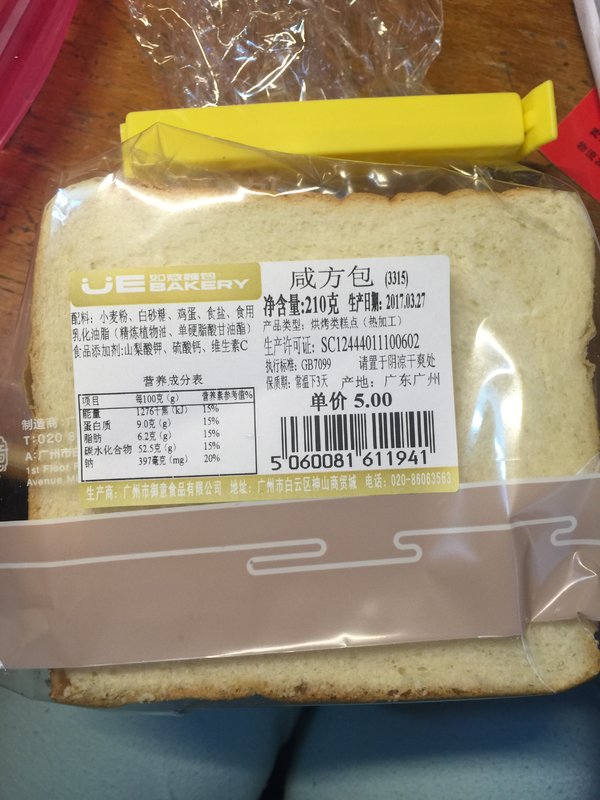 UE 如意麵包
BAKERY
配料: 小麦粉、白砂糖、鸡蛋、食盐、食用
乳化油脂 (精炼植物油、单硬脂酸甘油酯)
食品添加剂:山梨酸钾、硫酸钙、维生素C
营养成分表
项目 每100克 (g) 营养素参考值%
能量 1276千焦 (kJ) 15%
蛋白质 9.0克 (g) 15%
脂肪 6.2克 (g) 15%
碳水化合物 52.5克 (g) 15%
钠 397毫克 (mg) 20%
咸方包 (3315)
净含量:210克 生产日期: 2017.03.27
产品类型: 烘烤类糕点 (热加工)
生产许可证: SC12444011100602
执行标准: GB7099 请置于阴凉干爽处
保质期: 常温下3天 产地: 广东广州
单价 5.00
5 060081 611941
生产商: 广州市御意食品有限公司 地址: 广州市白云区神山商贸城 电话: 020-86063563
制造商:广
T:020
A:广州市白
1st Floor
Avenue